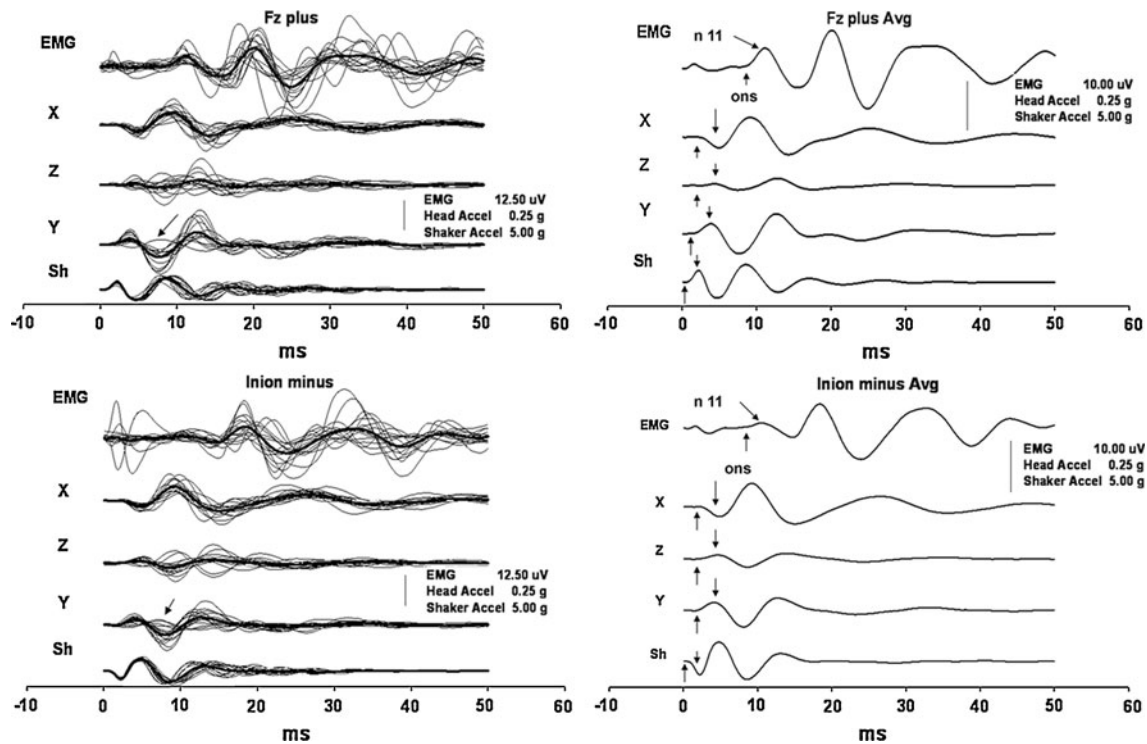 Fz plus
EMG
X
Z
Y
Sh
EMG 12.50 uV
Head Accel 0.25 g
Shaker Accel 5.00 g
-10 0 10 20 30 40 50 60
ms
Fz plus Avg
EMG
n 11
ons
X
Z
Y
Sh
EMG 10.00 uV
Head Accel 0.25 g
Shaker Accel 5.00 g
-10 0 10 20 30 40 50 60
ms
Inion minus
EMG
X
Z
Y
Sh
EMG 12.50 uV
Head Accel 0.25 g
Shaker Accel 5.00 g
-10 0 10 20 30 40 50 60
ms
Inion minus Avg
n 11
EMG
ons
X
Z
Y
Sh
EMG 10.00 uV
Head Accel 0.25 g
Shaker Accel 5.00 g
-10 0 10 20 30 40 50 60
ms